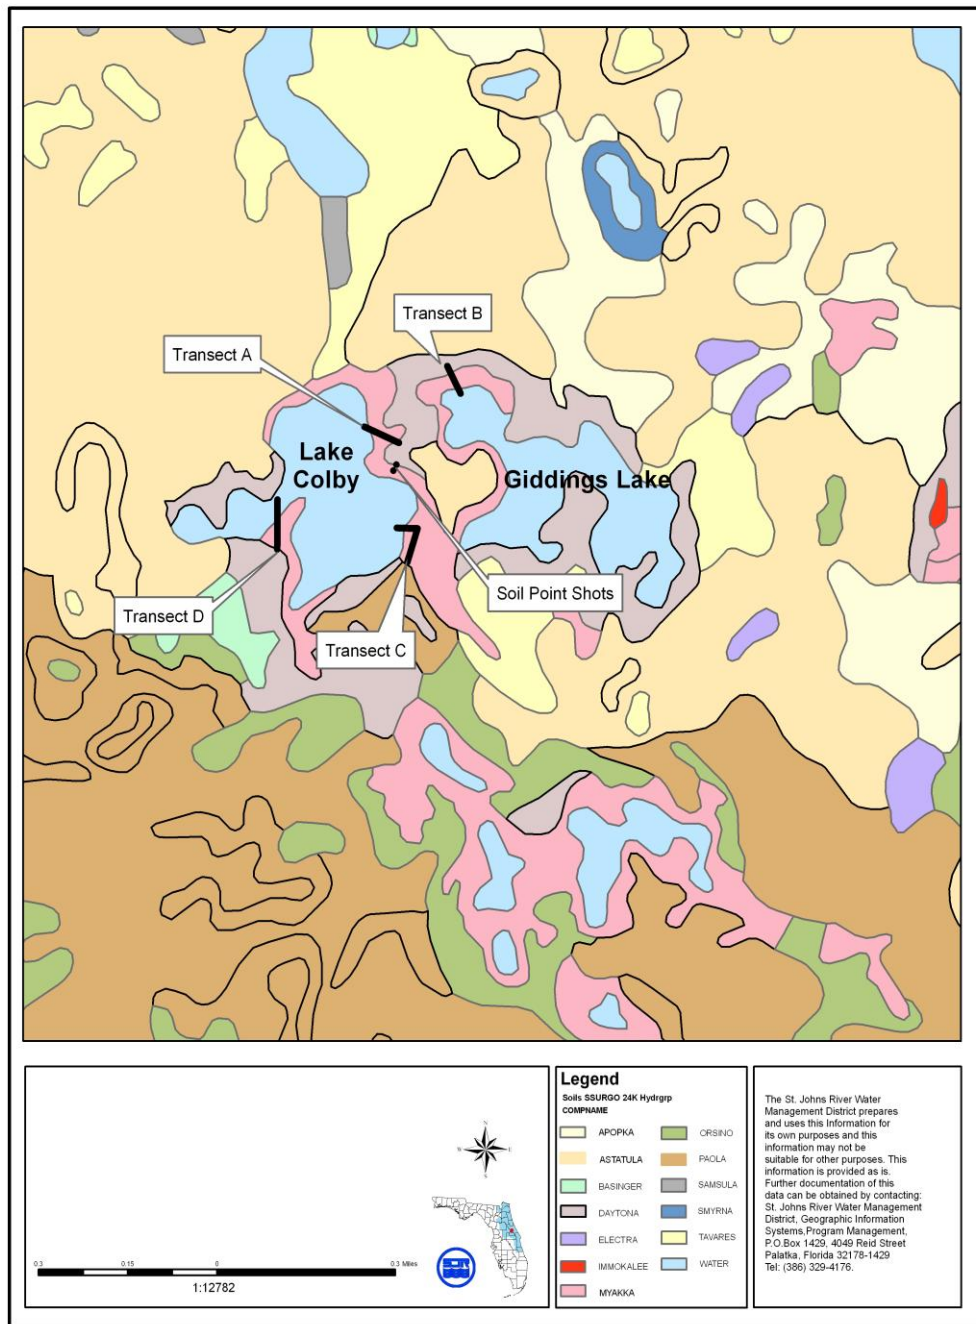 Transect B
Transect A
Lake
Colby
Giddings Lake
Soil Point Shots
Transect D
Transect C
Legend
Soils SSURGO 24K Hydrgrp
COMPNAME
APOPKA
ORSINO
ASTATULA
PAOLA
BASINGER
SAMSULA
DAYTONA
SMYRNA
ELECTRA
TAVARES
IMMOKALEE
WATER
MYAKKA
N
W
E
S
0.3
0.15
0
0.3 Miles
1:12782
The St. Johns River Water
Management District prepares
and uses this Information for
its own purposes and this
information may not be
suitable for other purposes. This
information is provided as is.
Further documentation of this
data can be obtained by contacting:
St. Johns River Water Management
District, Geographic Information
Systems,Program Management,
P.O.Box 1429, 4049 Reid Street
Palatka, Florida 32178-1429
Tel: (386) 329-4176.